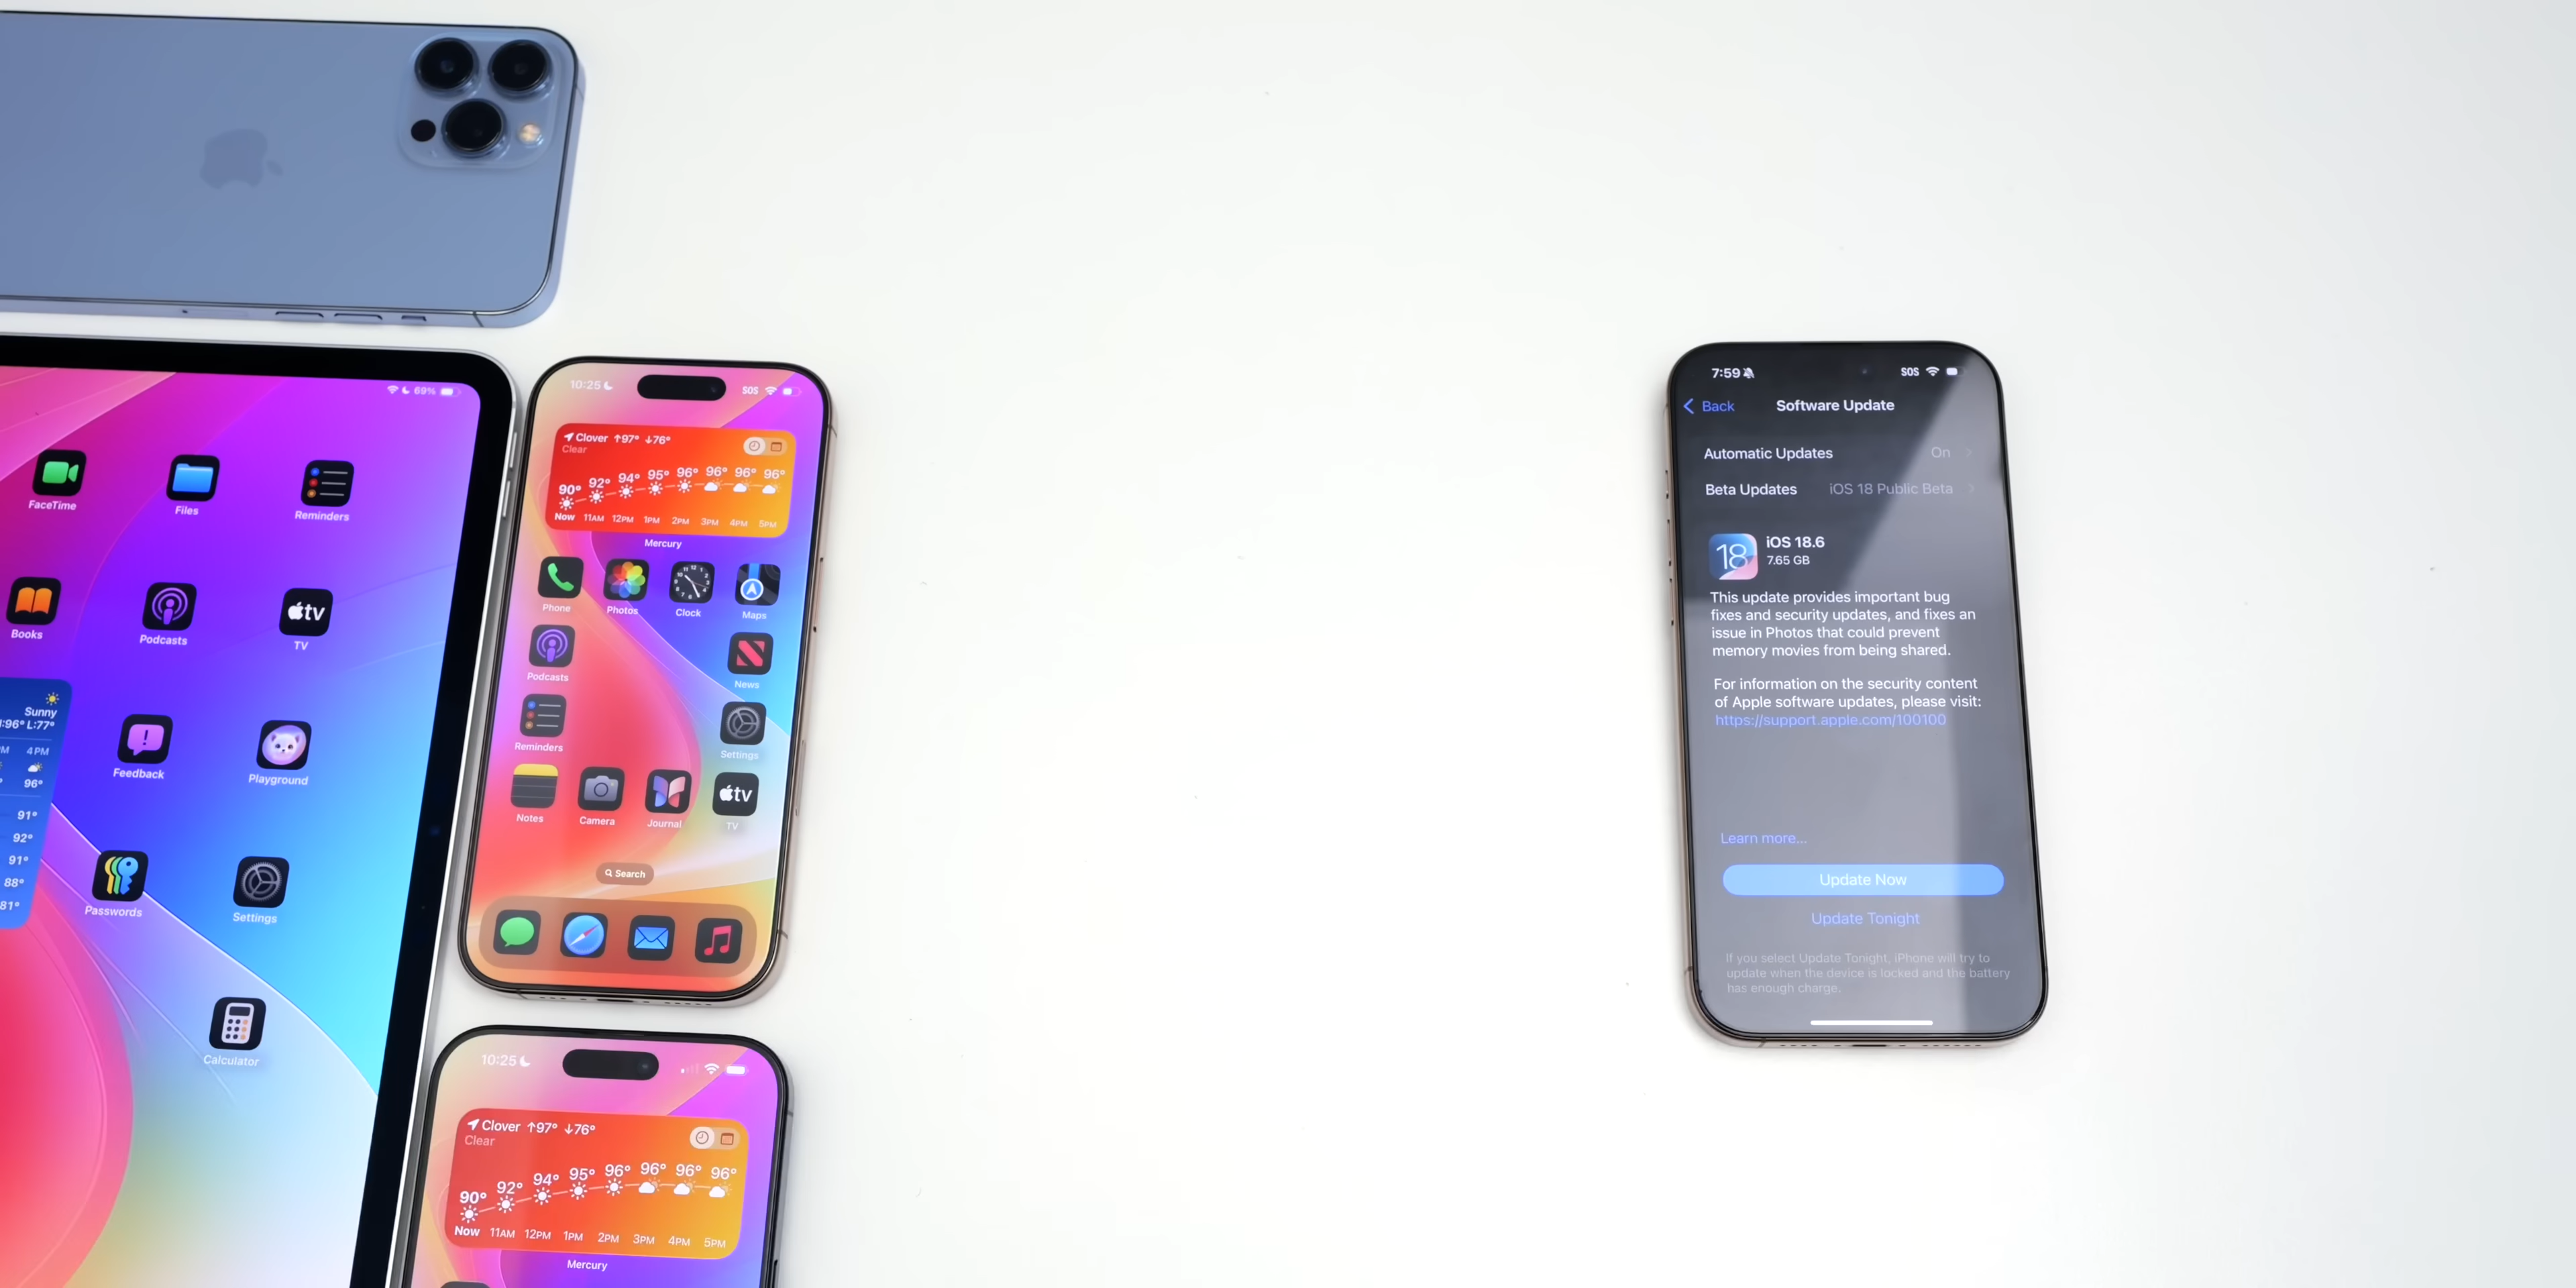 69%
FaceTime
Files
Reminders
Books
Podcasts
tv
TV
Sunny
:96° L:77°
4PM
96°
91°
92°
91°
88°
81°
Feedback
Playground
Passwords
Settings
Calculator
10:25
SOS
Clover ↑97° ↓76°
Clear
90° 92° 94° 95° 96° 96° 96° 96°
Now 11AM 12PM 1PM 2PM 3PM 4PM 5PM
Mercury
Phone Photos Clock Maps
Podcasts News
Reminders Settings
tv
Notes Camera Journal TV
Search
10:25
Clover ↑97° ↓76°
Clear
90° 92° 94° 95° 96° 96° 96° 96°
Now 11AM 12PM 1PM 2PM 3PM 4PM 5PM
Mercury
7:59 SOS
Back Software Update
Automatic Updates On
Beta Updates iOS 18 Public Beta
18
iOS 18.6
7.65 GB
This update provides important bug
fixes and security updates, and fixes an
issue in Photos that could prevent
memory movies from being shared.
For information on the security content
of Apple software updates, please visit:
https://support.apple.com/100100
Learn more...
Update Now
Update Tonight
If you select Update Tonight, iPhone will try to
update when the device is locked and the battery
has enough charge.